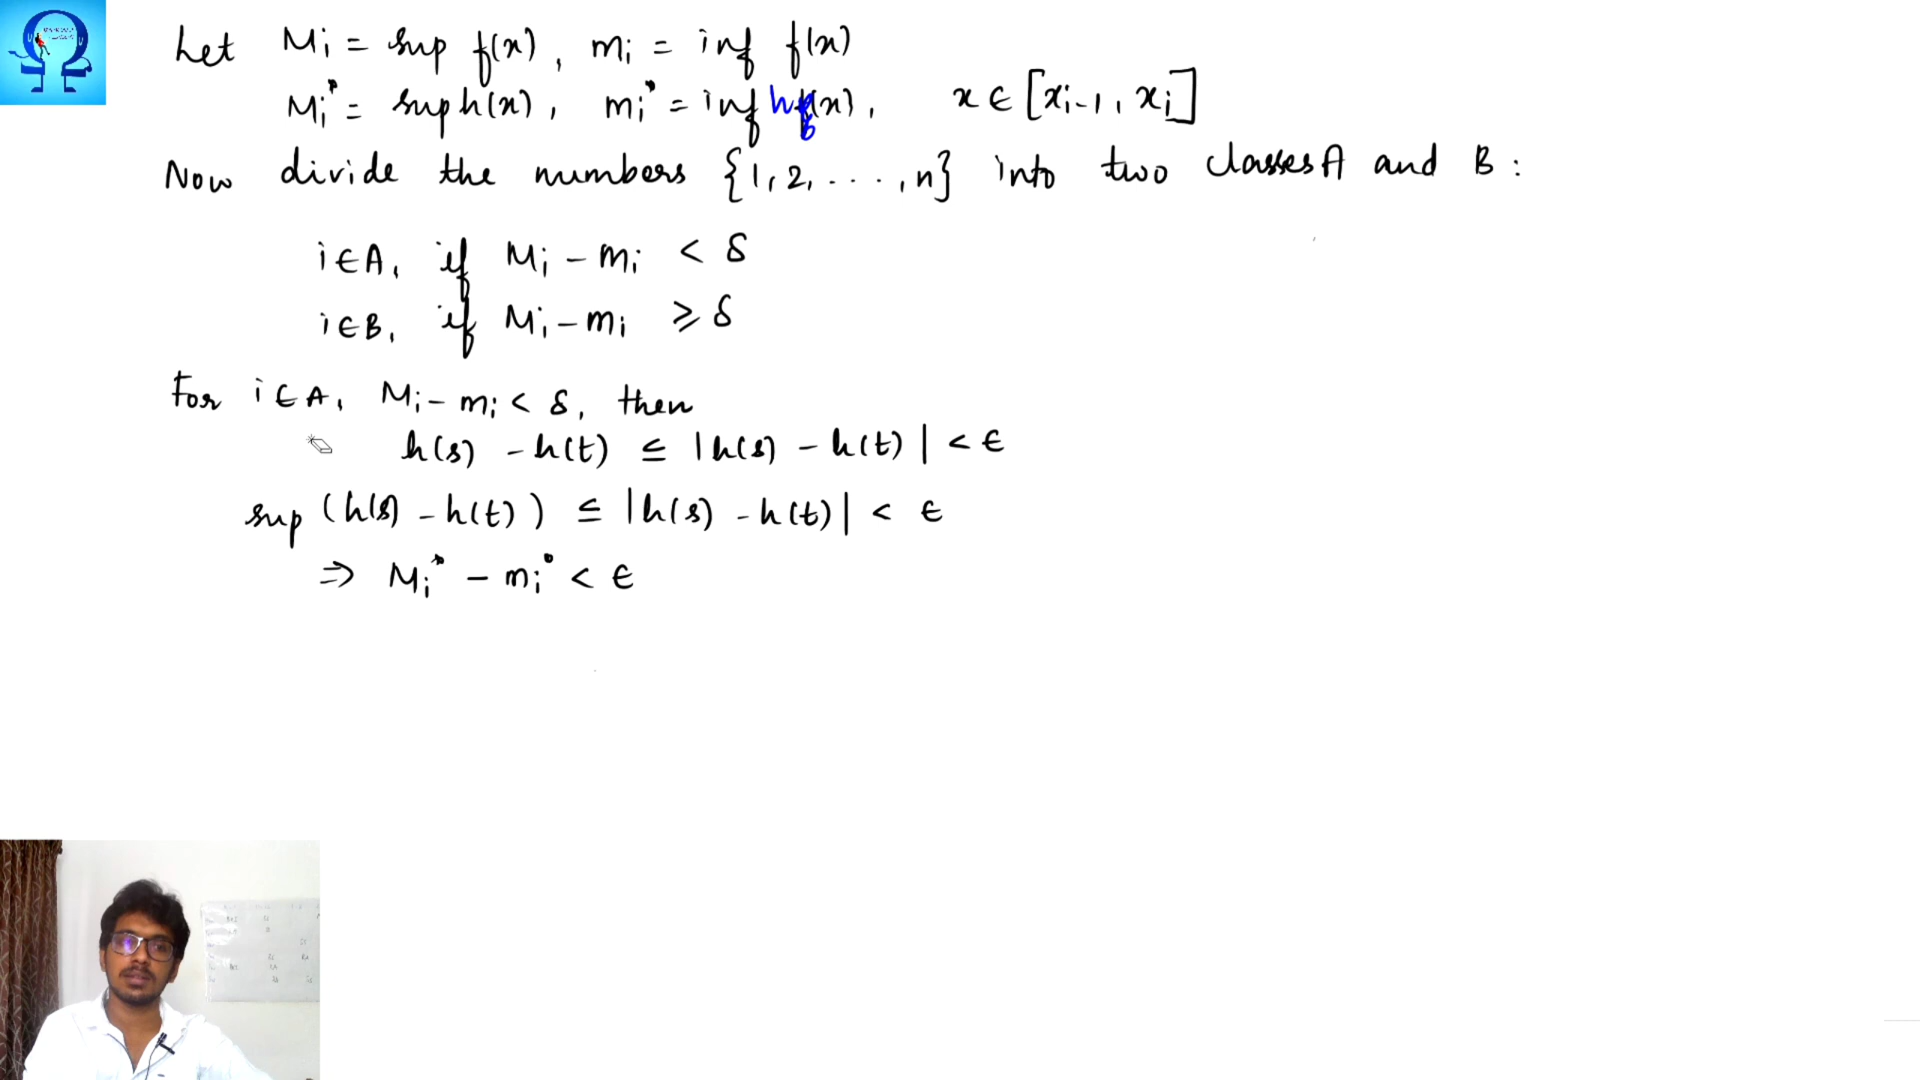 Let Mi = sup f(x), mi = inf f(x)
Mi* = sup h(x), mi* = inf h(x), x ∈ [xi-1, xi]
Now divide the numbers {1, 2, ..., n} into two classes A and B :
i ∈ A, if Mi - mi < δ
i ∈ B, if Mi - mi ≥ δ
For i ∈ A, Mi - mi < δ, then
h(s) - h(t) ≤ |h(s) - h(t)| < ϵ
sup (h(s) - h(t)) ≤ |h(s) - h(t)| < ϵ
⇒ Mi* - mi* < ϵ